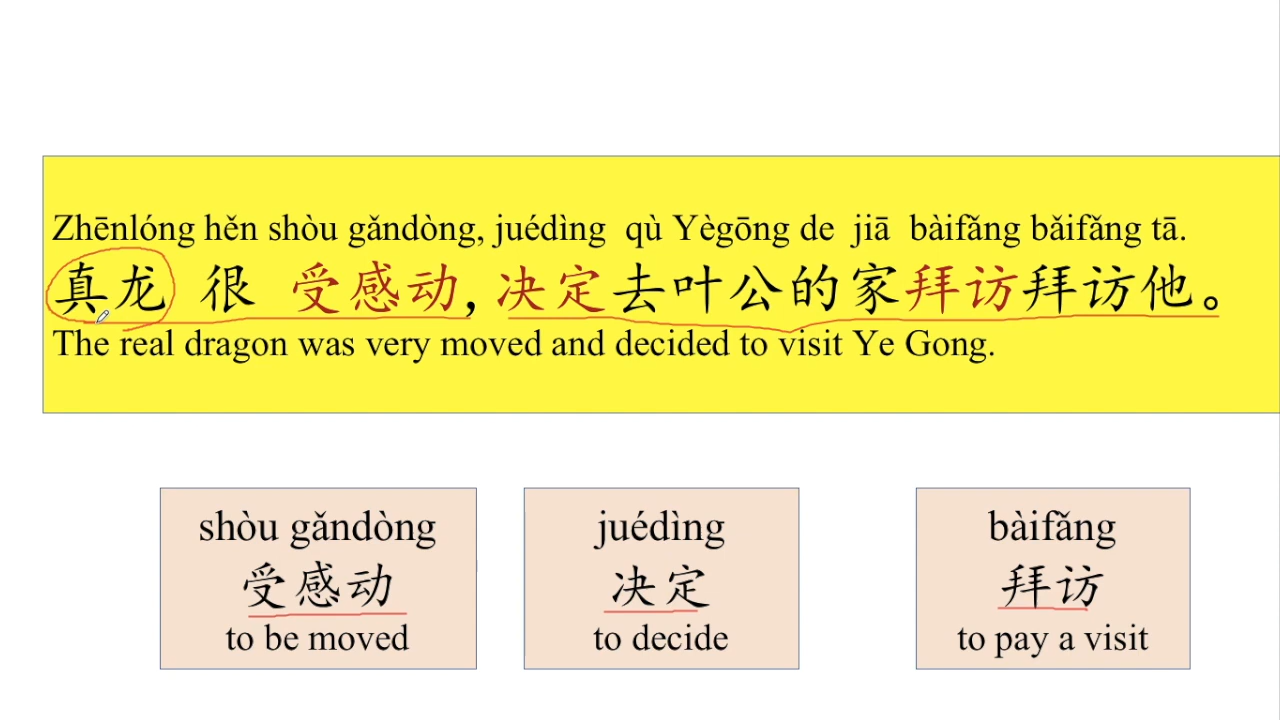 Zhēnlóng hěn shòu gǎndòng, juédìng qù Yègōng de jiā bàifǎng bǎifǎng tā.
真龙 很 受感动, 决定去叶公的家拜访拜访他。
The real dragon was very moved and decided to visit Ye Gong.
shòu gǎndòng
受感动
to be moved
juédìng
决定
to decide
bàifǎng
拜访
to pay a visit